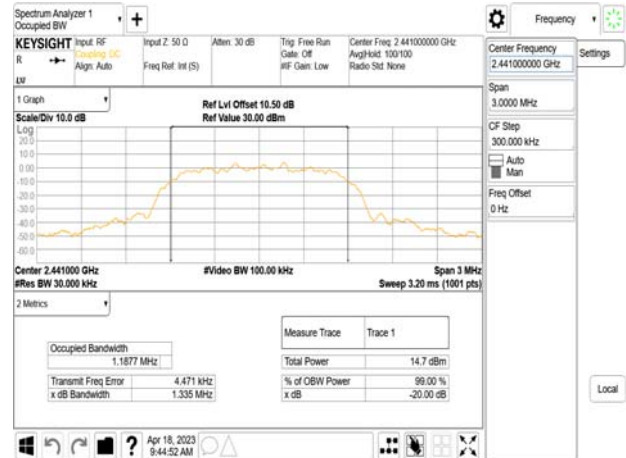 Spectrum Analyzer 1
Occupied BW
+
Frequency
KEYSIGHT
Input: RF
Input Z: 50 Ω
Atten: 30 dB
Trig: Free Run
Center Freq: 2.441000000 GHz
R
Coupling: DC
Gate: Off
Avg|Hold: 100/100
Align: Auto
Freq Ref: Int (S)
#IF Gain: Low
Radio Std: None
Center Frequency
2.441000000 GHz
Settings
Span
3.0000 MHz
CF Step
300.000 kHz
Auto
Man
Freq Offset
0 Hz
Local
1 Graph
Ref Lvl Offset 10.50 dB
Scale/Div 10.0 dB
Ref Value 30.00 dBm
Log
20.0
10.0
0.00
-10.0
-20.0
-30.0
-40.0
-50.0
-60.0
Center 2.441000 GHz
#Video BW 100.00 kHz
Span 3 MHz
#Res BW 30.000 kHz
Sweep 3.20 ms (1001 pts)
2 Metrics
Measure Trace
Trace 1
Occupied Bandwidth
1.1877 MHz
Total Power
14.7 dBm
Transmit Freq Error
4.471 kHz
% of OBW Power
99.00 %
x dB Bandwidth
1.335 MHz
x dB
-20.00 dB
?
Apr 18, 2023
9:44:52 AM